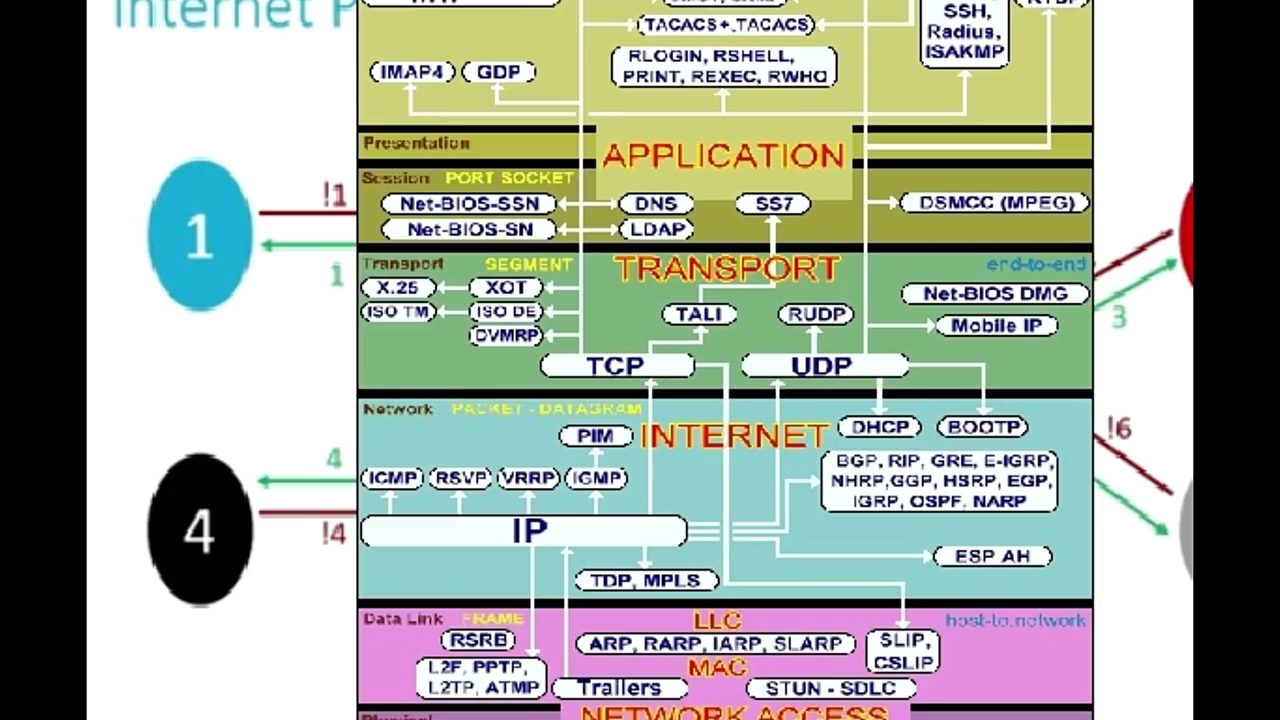 Internet P
TACACS+,TACACS
SSH,
Radius,
ISAKMP
RLOGIN, RSHELL,
PRINT, REXEC, RWHO
IMAP4
GDP
Presentation
APPLICATION
Session
PORT SOCKET
Net-BIOS-SSN
DNS
SS7
DSMCC (MPEG)
Net-BIOS-SN
LDAP
Transport
SEGMENT
TRANSPORT
end-to-end
X.25
XOT
Net-BIOS DMG
ISO TM
ISO DE
TALI
RUDP
Mobile IP
DVMRP
TCP
UDP
Network
PACKET - DATAGRAM
PIM
INTERNET
DHCP
BOOTP
ICMP
RSVP
VRRP
IGMP
BGP, RIP, GRE, E-IGRP,
NHRP,GGP, HSRP, EGP,
IGRP, OSPF, NARP
IP
ESP AH
TDP, MPLS
Data Link
FRAME
LLC
host-to.network
RSRB
ARP, RARP, IARP, SLARP
SLIP,
CSLIP
MAC
L2F, PPTP,
L2TP, ATMP
Trallers
STUN - SDLC
NETWORK ACCESS
Physical
1
!1
1
4
4
!4
3
!6